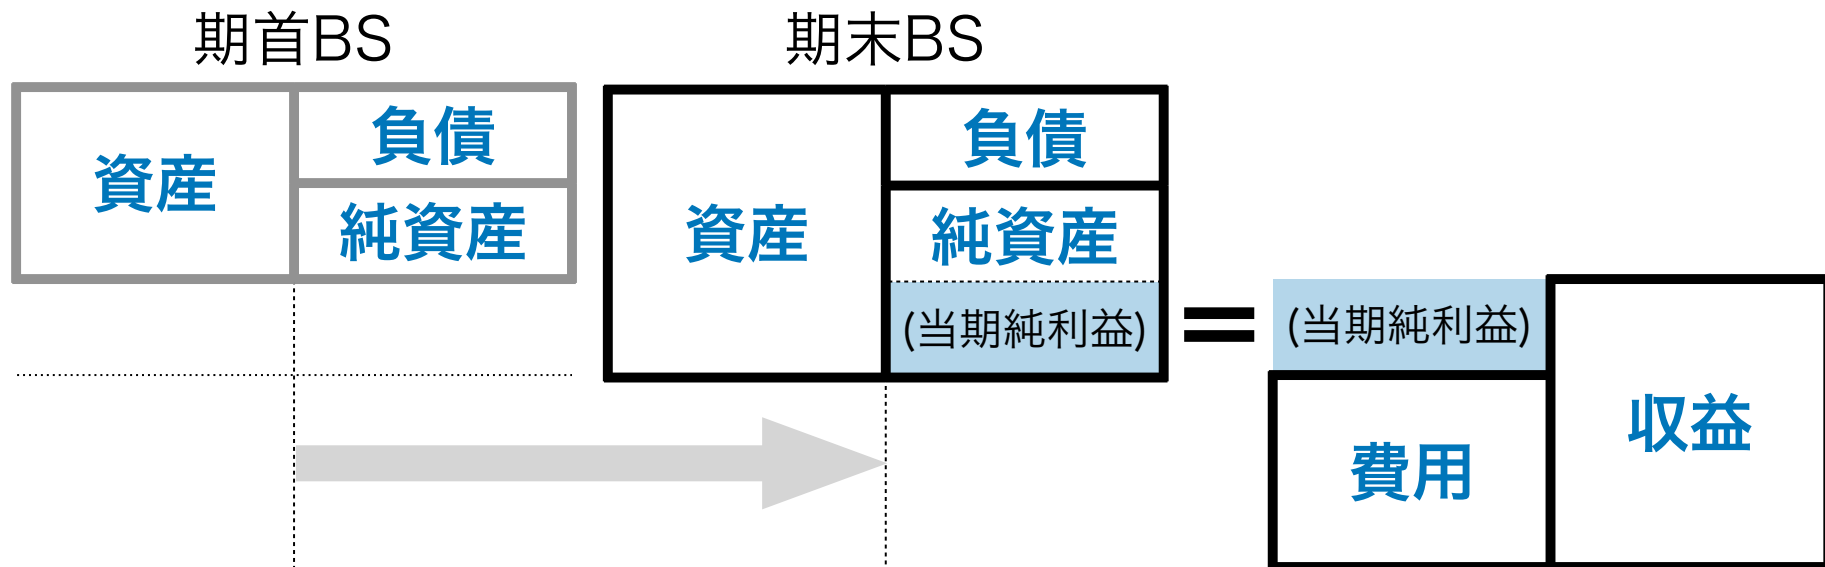 期首BS
資産
負債
純資産
期末BS
資産
負債
純資産
(当期純利益)
=
(当期純利益)
費用
収益